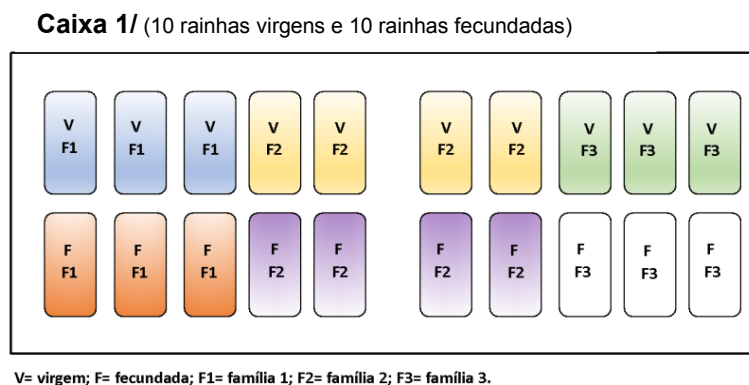 Caixa 1/ (10 rainhas virgens e 10 rainhas fecundadas)
V V V V V V V V V V
F1 F1 F1 F2 F2 F2 F2 F3 F3 F3
F F F F F F F F F F
F1 F1 F1 F2 F2 F2 F2 F3 F3 F3
V= virgem; F= fecundada; F1= família 1; F2= família 2; F3= família 3.